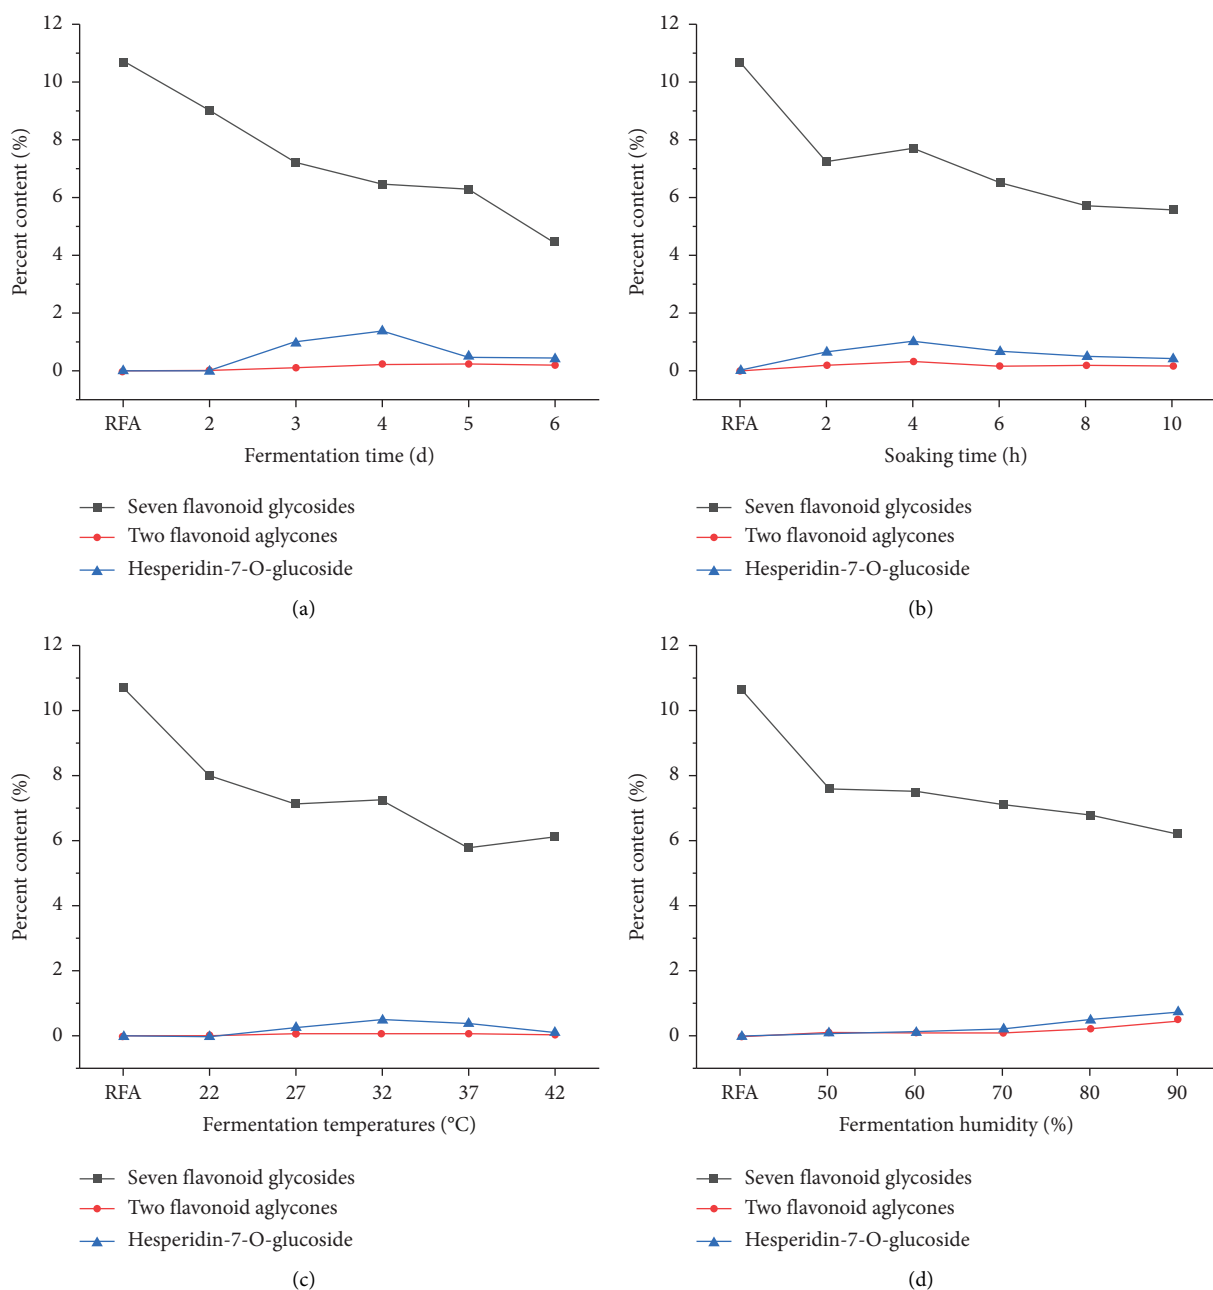 12
10
8
6
4
2
0
Percent content (%)
RFA 2 3 4 5 6
Fermentation time (d)
Seven flavonoid glycosides
Two flavonoid aglycones
Hesperidin-7-O-glucoside
(a)
12
10
8
6
4
2
0
Percent content (%)
RFA 2 4 6 8 10
Soaking time (h)
Seven flavonoid glycosides
Two flavonoid aglycones
Hesperidin-7-O-glucoside
(b)
12
10
8
6
4
2
0
Percent content (%)
RFA 22 27 32 37 42
Fermentation temperatures (°C)
Seven flavonoid glycosides
Two flavonoid aglycones
Hesperidin-7-O-glucoside
(c)
12
10
8
6
4
2
0
Percent content (%)
RFA 50 60 70 80 90
Fermentation humidity (%)
Seven flavonoid glycosides
Two flavonoid aglycones
Hesperidin-7-O-glucoside
(d)